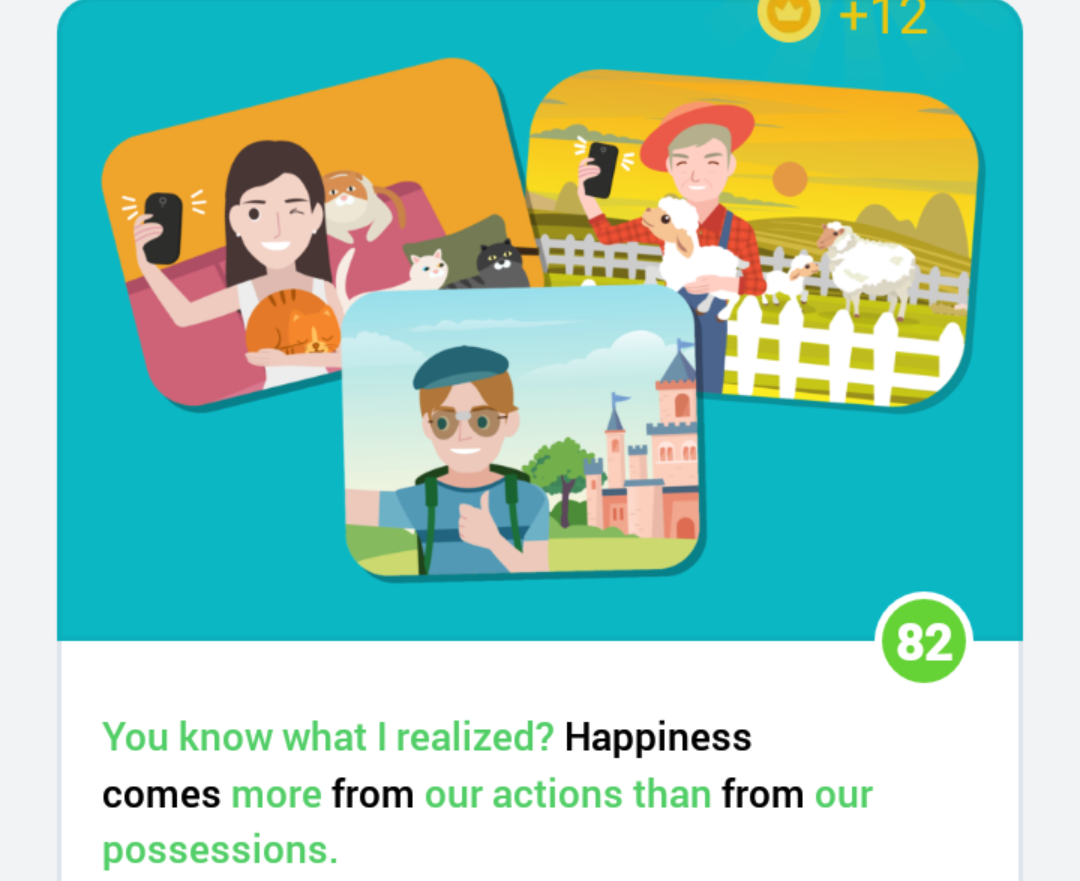 +12
82
You know what I realized? Happiness
comes more from our actions than from our
possessions.